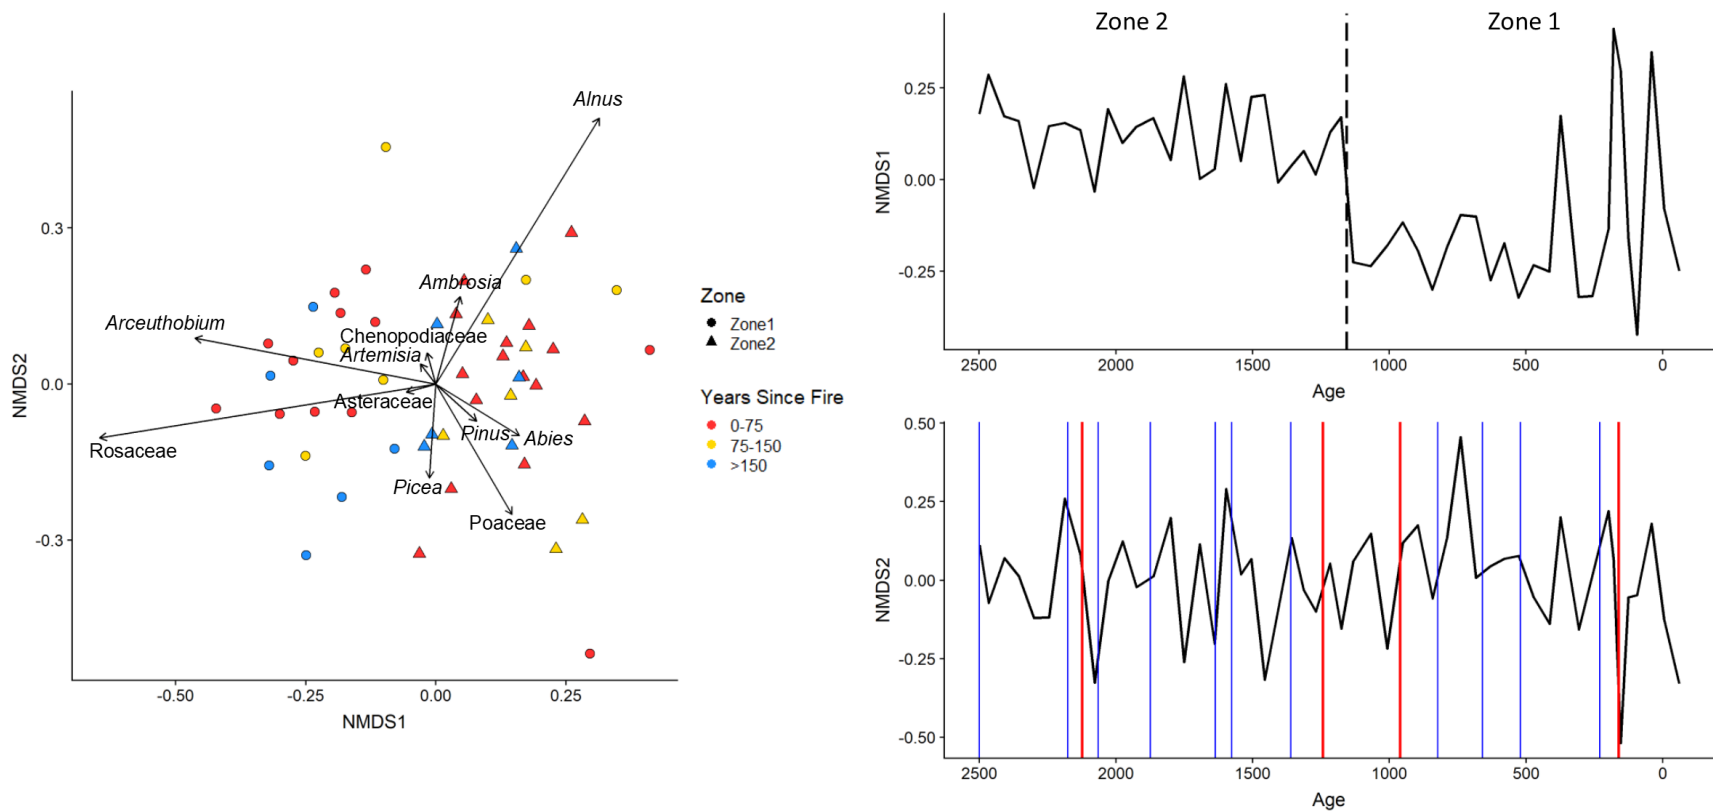 Alnus
0.3
Ambrosia
Arceuthobium
Chenopodiaceae
Artemisia
NMDS2
0.0
Asteraceae
Pinus
Abies
Rosaceae
Picea
Poaceae
-0.3
-0.50
-0.25
0.00
0.25
NMDS1
Zone
Zone1
Zone2
Years Since Fire
0-75
75-150
>150
Zone 2
Zone 1
0.25
NMDS1
0.00
-0.25
2500
2000
1500
1000
500
0
Age
0.50
0.25
NMDS2
0.00
-0.25
-0.50
2500
2000
1500
1000
500
0
Age